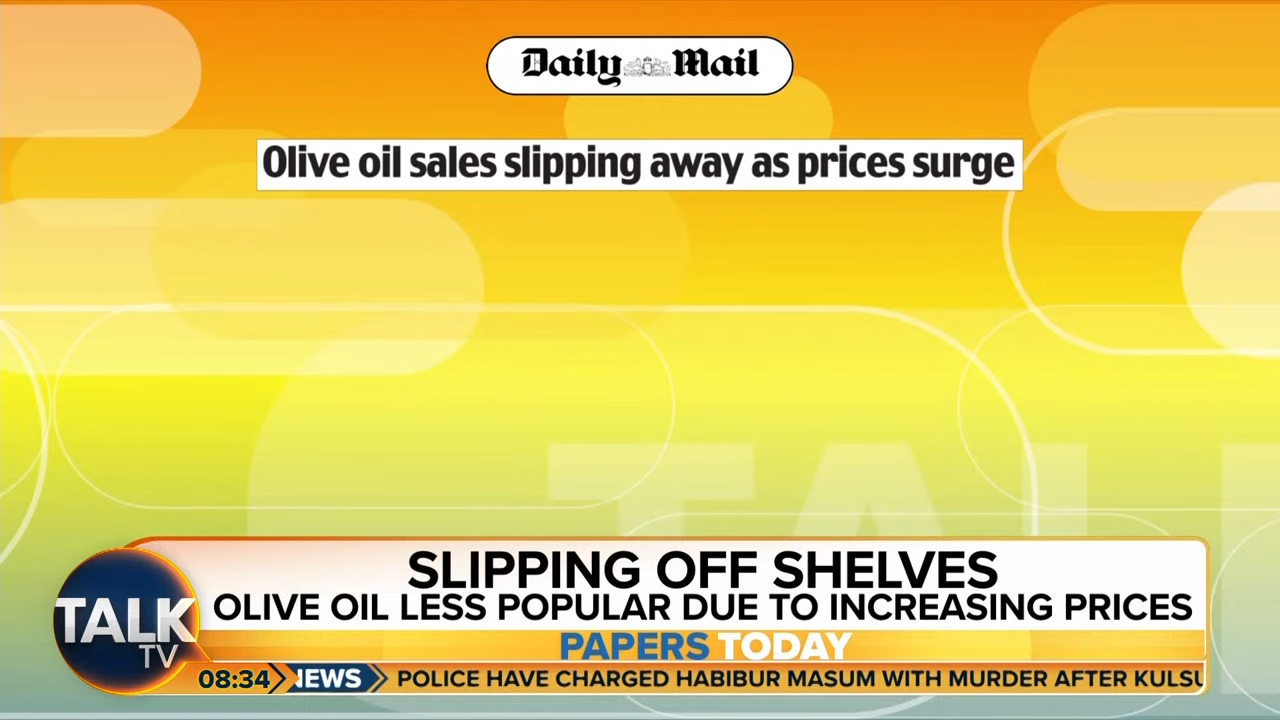 Daily Mail
Olive oil sales slipping away as prices surge
SLIPPING OFF SHELVES
OLIVE OIL LESS POPULAR DUE TO INCREASING PRICES
TALK
TV
PAPERS TODAY
08:34 NEWS POLICE HAVE CHARGED HABIBUR MASUM WITH MURDER AFTER KULSU